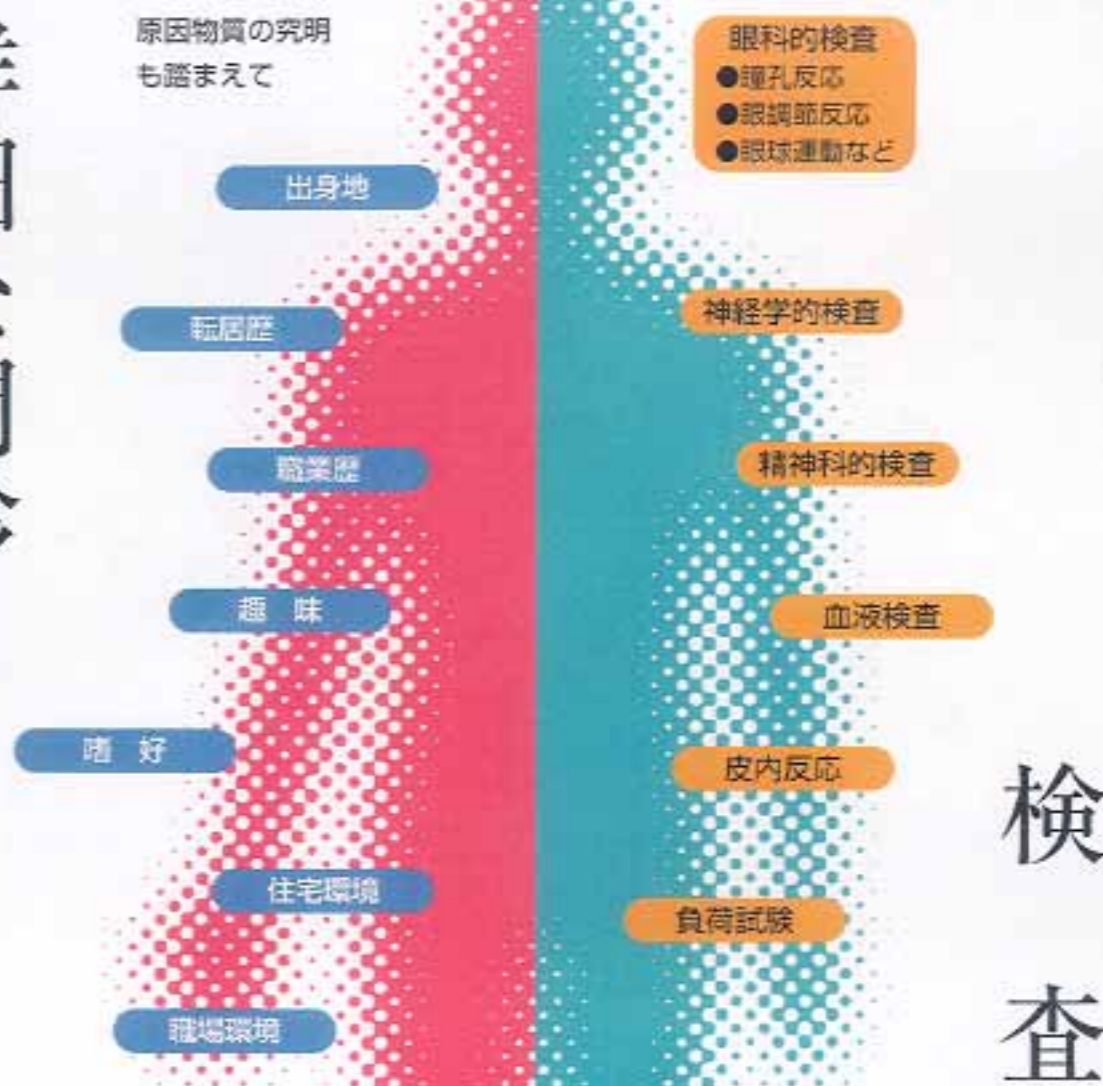 原因物質の究明
も踏まえて
出身地
転居歴
職業歴
趣 味
嗜 好
住宅環境
職場環境
眼科的検査
●瞳孔反応
●眼調節反応
●眼球運動など
神経学的検査
精神科的検査
血液検査
皮内反応
負荷試験
検査